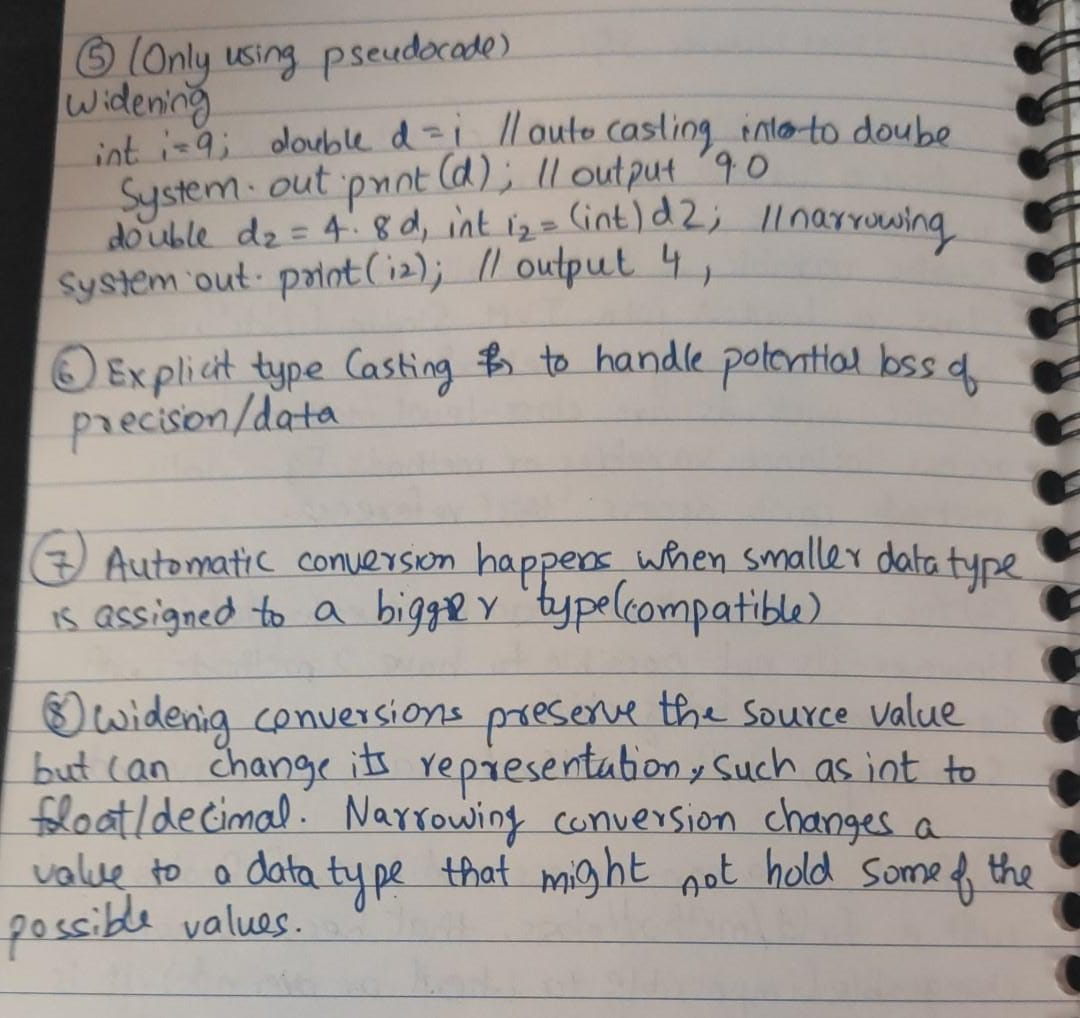 ⑤ (Only using pseudocade)
Widening
int i=9; double d = i // auto casting into to doube
System.out.print(d); // output 9.0
double d2 = 4.8d, int i2 = (int) d2; // narrowing
system.out.print(i2); // output 4,
⑥ Explicit type Casting to handle potential loss of
precision/data
⑦ Automatic conversion happens when smaller data type
is assigned to a bigger type(compatible)
⑧ widenig conversions preserve the source value
but can change its representation, such as int to
float/decimal. Narrowing conversion changes a
value to a data type that might not hold some of the
possible values.